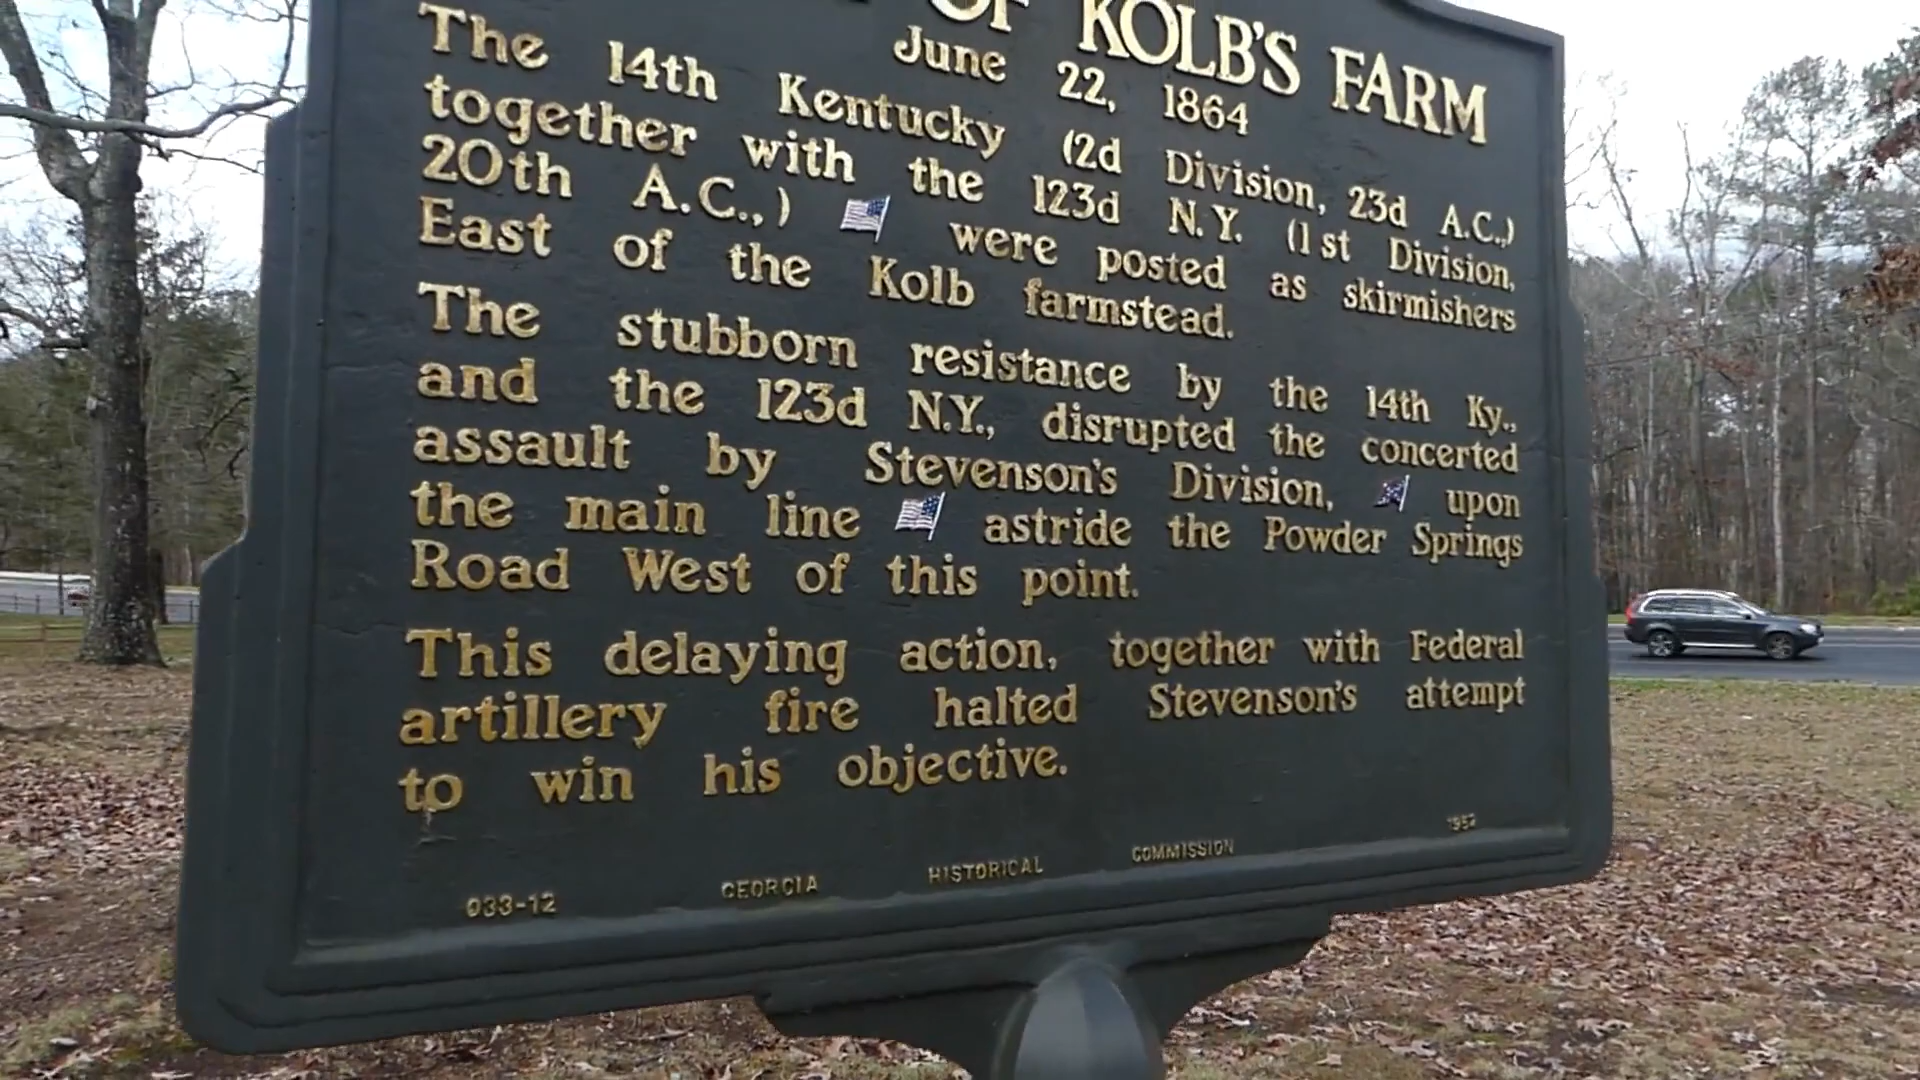 OF KOLB'S FARM
June 22, 1864
The 14th Kentucky (2d Division, 23d A.C.,)
together with the 123d N.Y. (1st Division,
20th A.C.,) were posted as skirmishers
East of the Kolb farmstead.
The stubborn resistance by the 14th Ky.,
and the 123d N.Y., disrupted the concerted
assault by Stevenson's Division, upon
the main line astride the Powder Springs
Road West of this point.
This delaying action, together with Federal
artillery fire halted Stevenson's attempt
to win his objective.
033-12 GEORGIA HISTORICAL COMMISSION 1952